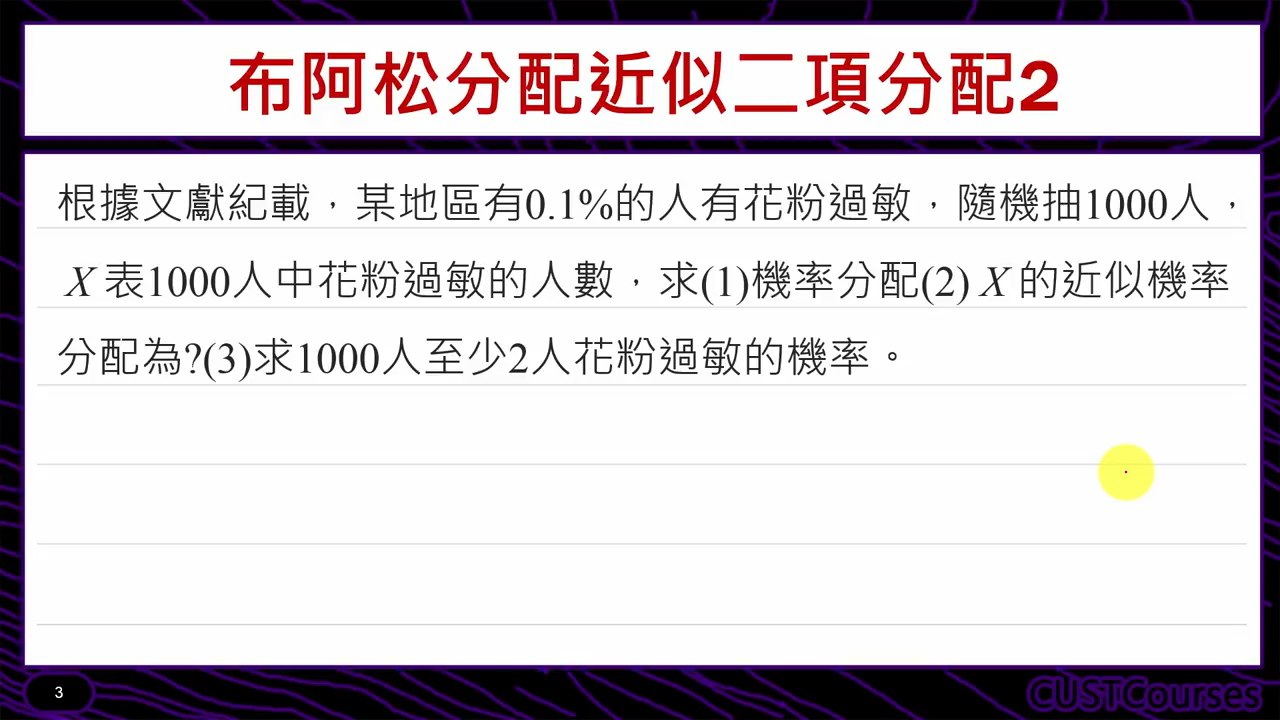 布阿松分配近似二項分配2
根據文獻紀載，某地區有0.1%的人有花粉過敏，隨機抽1000人，
X 表1000人中花粉過敏的人數，求(1)機率分配(2) X 的近似機率
分配為?(3)求1000人至少2人花粉過敏的機率。
3
CUSTCourses